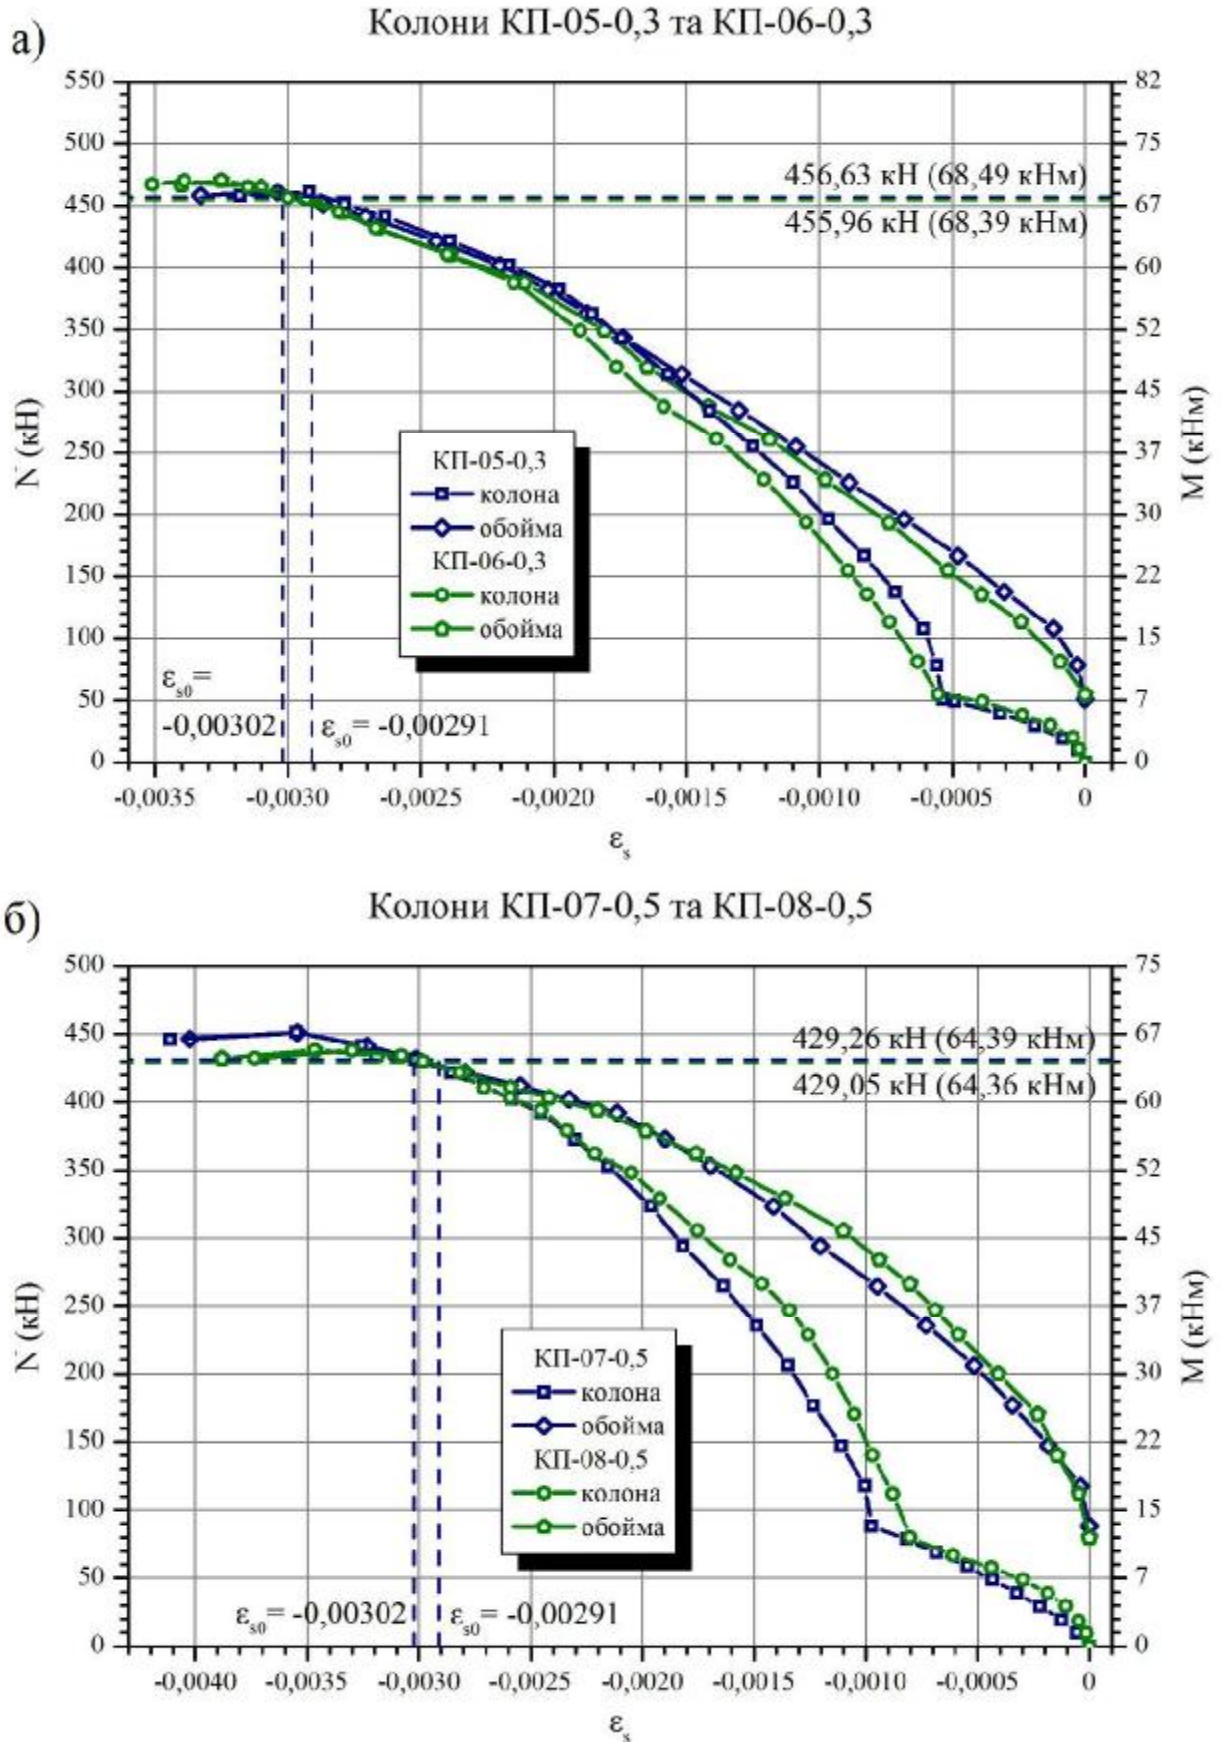 а)
Колони КП-05-0,3 та КП-06-0,3
550
500
450
400
350
300
250
200
150
100
50
0
N (кН)
82
75
67
60
52
45
37
30
22
15
7
0
M (кНм)
456,63 кН (68,49 кНм)
455,96 кН (68,39 кНм)
КП-05-0,3
колона
обойма
КП-06-0,3
колона
обойма
εs0=
-0,00302
εs0= -0,00291
-0,0035 -0,0030 -0,0025 -0,0020 -0,0015 -0,0010 -0,0005 0
εs
б)
Колони КП-07-0,5 та КП-08-0,5
500
450
400
350
300
250
200
150
100
50
0
N (кН)
75
67
60
52
45
37
30
22
15
7
0
M (кНм)
429,26 кН (64,39 кНм)
429,05 кН (64,36 кНм)
КП-07-0,5
колона
обойма
КП-08-0,5
колона
обойма
εs0= -0,00302 εs0= -0,00291
-0,0040 -0,0035 -0,0030 -0,0025 -0,0020 -0,0015 -0,0010 -0,0005 0
εs